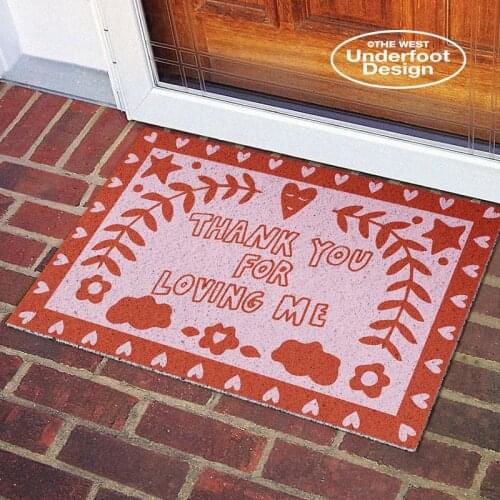 ©THE WEST
Underfoot
Design
THANK YOU
FOR
LOVING ME